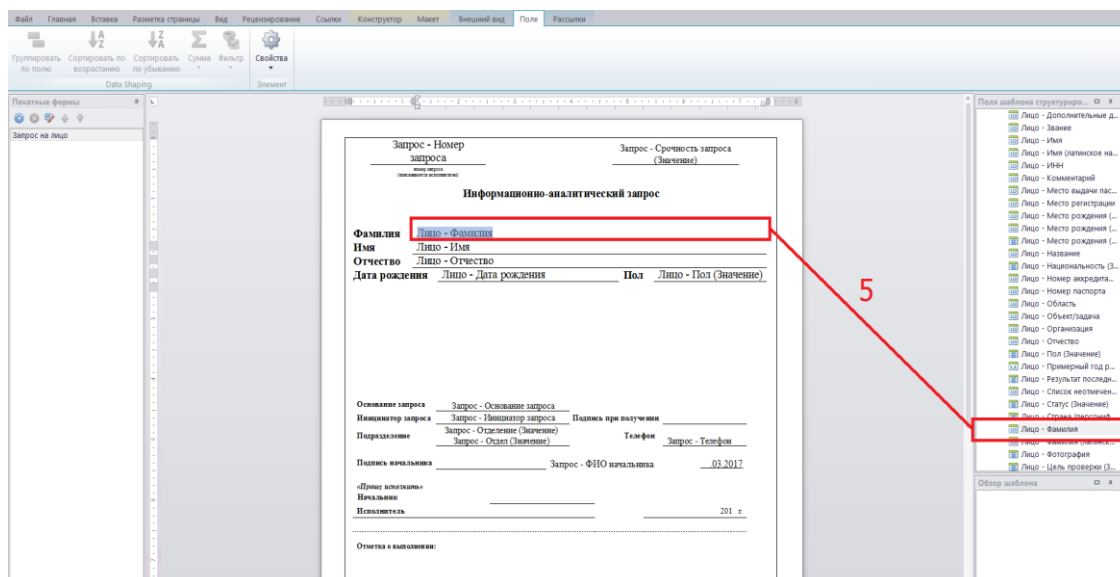 Файл Главная Вставка Разметка страницы Вид Рецензирование Ссылки Конструктор Макет Внешний вид Поле Рассылки
Группировать по полю
Сортировать по возрастанию
Сортировать по убыванию
Сумма
Фильтр
Свойства
Data Shaping
Элемент
Печатные формы
Запрос на лицо
Запрос - Номер
запроса
номер запроса
Запрос - Срочность запроса
(Значение)
Информационно-аналитический запрос
Фамилия Лицо - Фамилия
Имя Лицо - Имя
Отчество Лицо - Отчество
Дата рождения Лицо - Дата рождения Пол Лицо - Пол (Значение)
5
Основание запроса Запрос - Основание запроса
Инициатор запроса Запрос - Инициатор запроса Подпись при получении
Подразделение Запрос - Отделение (Значение)
Запрос - Отдел (Значение) Телефон Запрос - Телефон
Подпись начальника Запрос - ФИО начальника .03.2017
«Прошу исполнить»
Начальник
Исполнитель 201 г.
Отметка о выполнении:
Поля шаблона структуриро...
Лицо - Дополнительные д...
Лицо - Звание
Лицо - Имя
Лицо - Имя (латинское на...
Лицо - ИНН
Лицо - Комментарий
Лицо - Место выдачи пас...
Лицо - Место регистрации
Лицо - Место рождения (...
Лицо - Место рождения (...
Лицо - Место рождения (...
Лицо - Название
Лицо - Национальность (З...
Лицо - Номер аккредита...
Лицо - Номер паспорта
Лицо - Область
Лицо - Объект/задача
Лицо - Организация
Лицо - Отчество
Лицо - Пол (Значение)
Лицо - Примерный год р...
Лицо - Результат последн...
Лицо - Список неотмечен...
Лицо - Статус (Значение)
Лицо - Страна (персониф...
Лицо - Фамилия
Лицо - Фамилия (латинск...
Лицо - Фотография
Лицо - Цель проверки (З...
Обзор шаблона